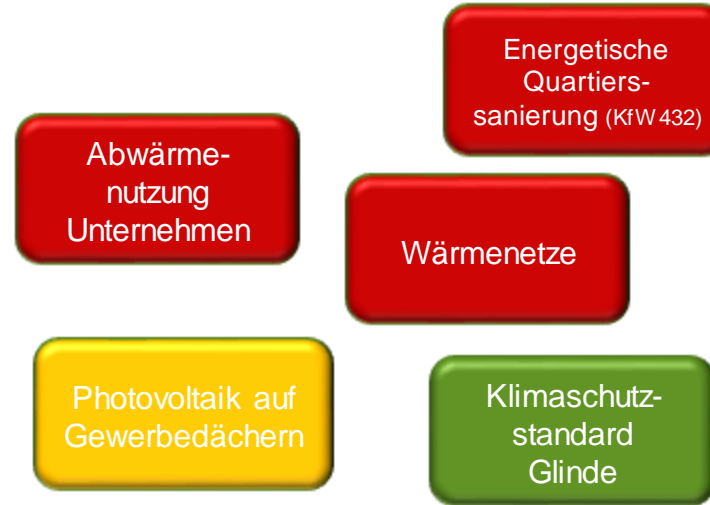 Energetische
Quartiers-
sanierung (KfW 432)
Abwärme-
nutzung
Unternehmen
Wärmenetze
Photovoltaik auf
Gewerbedächern
Klimaschutz-
standard
Glinde